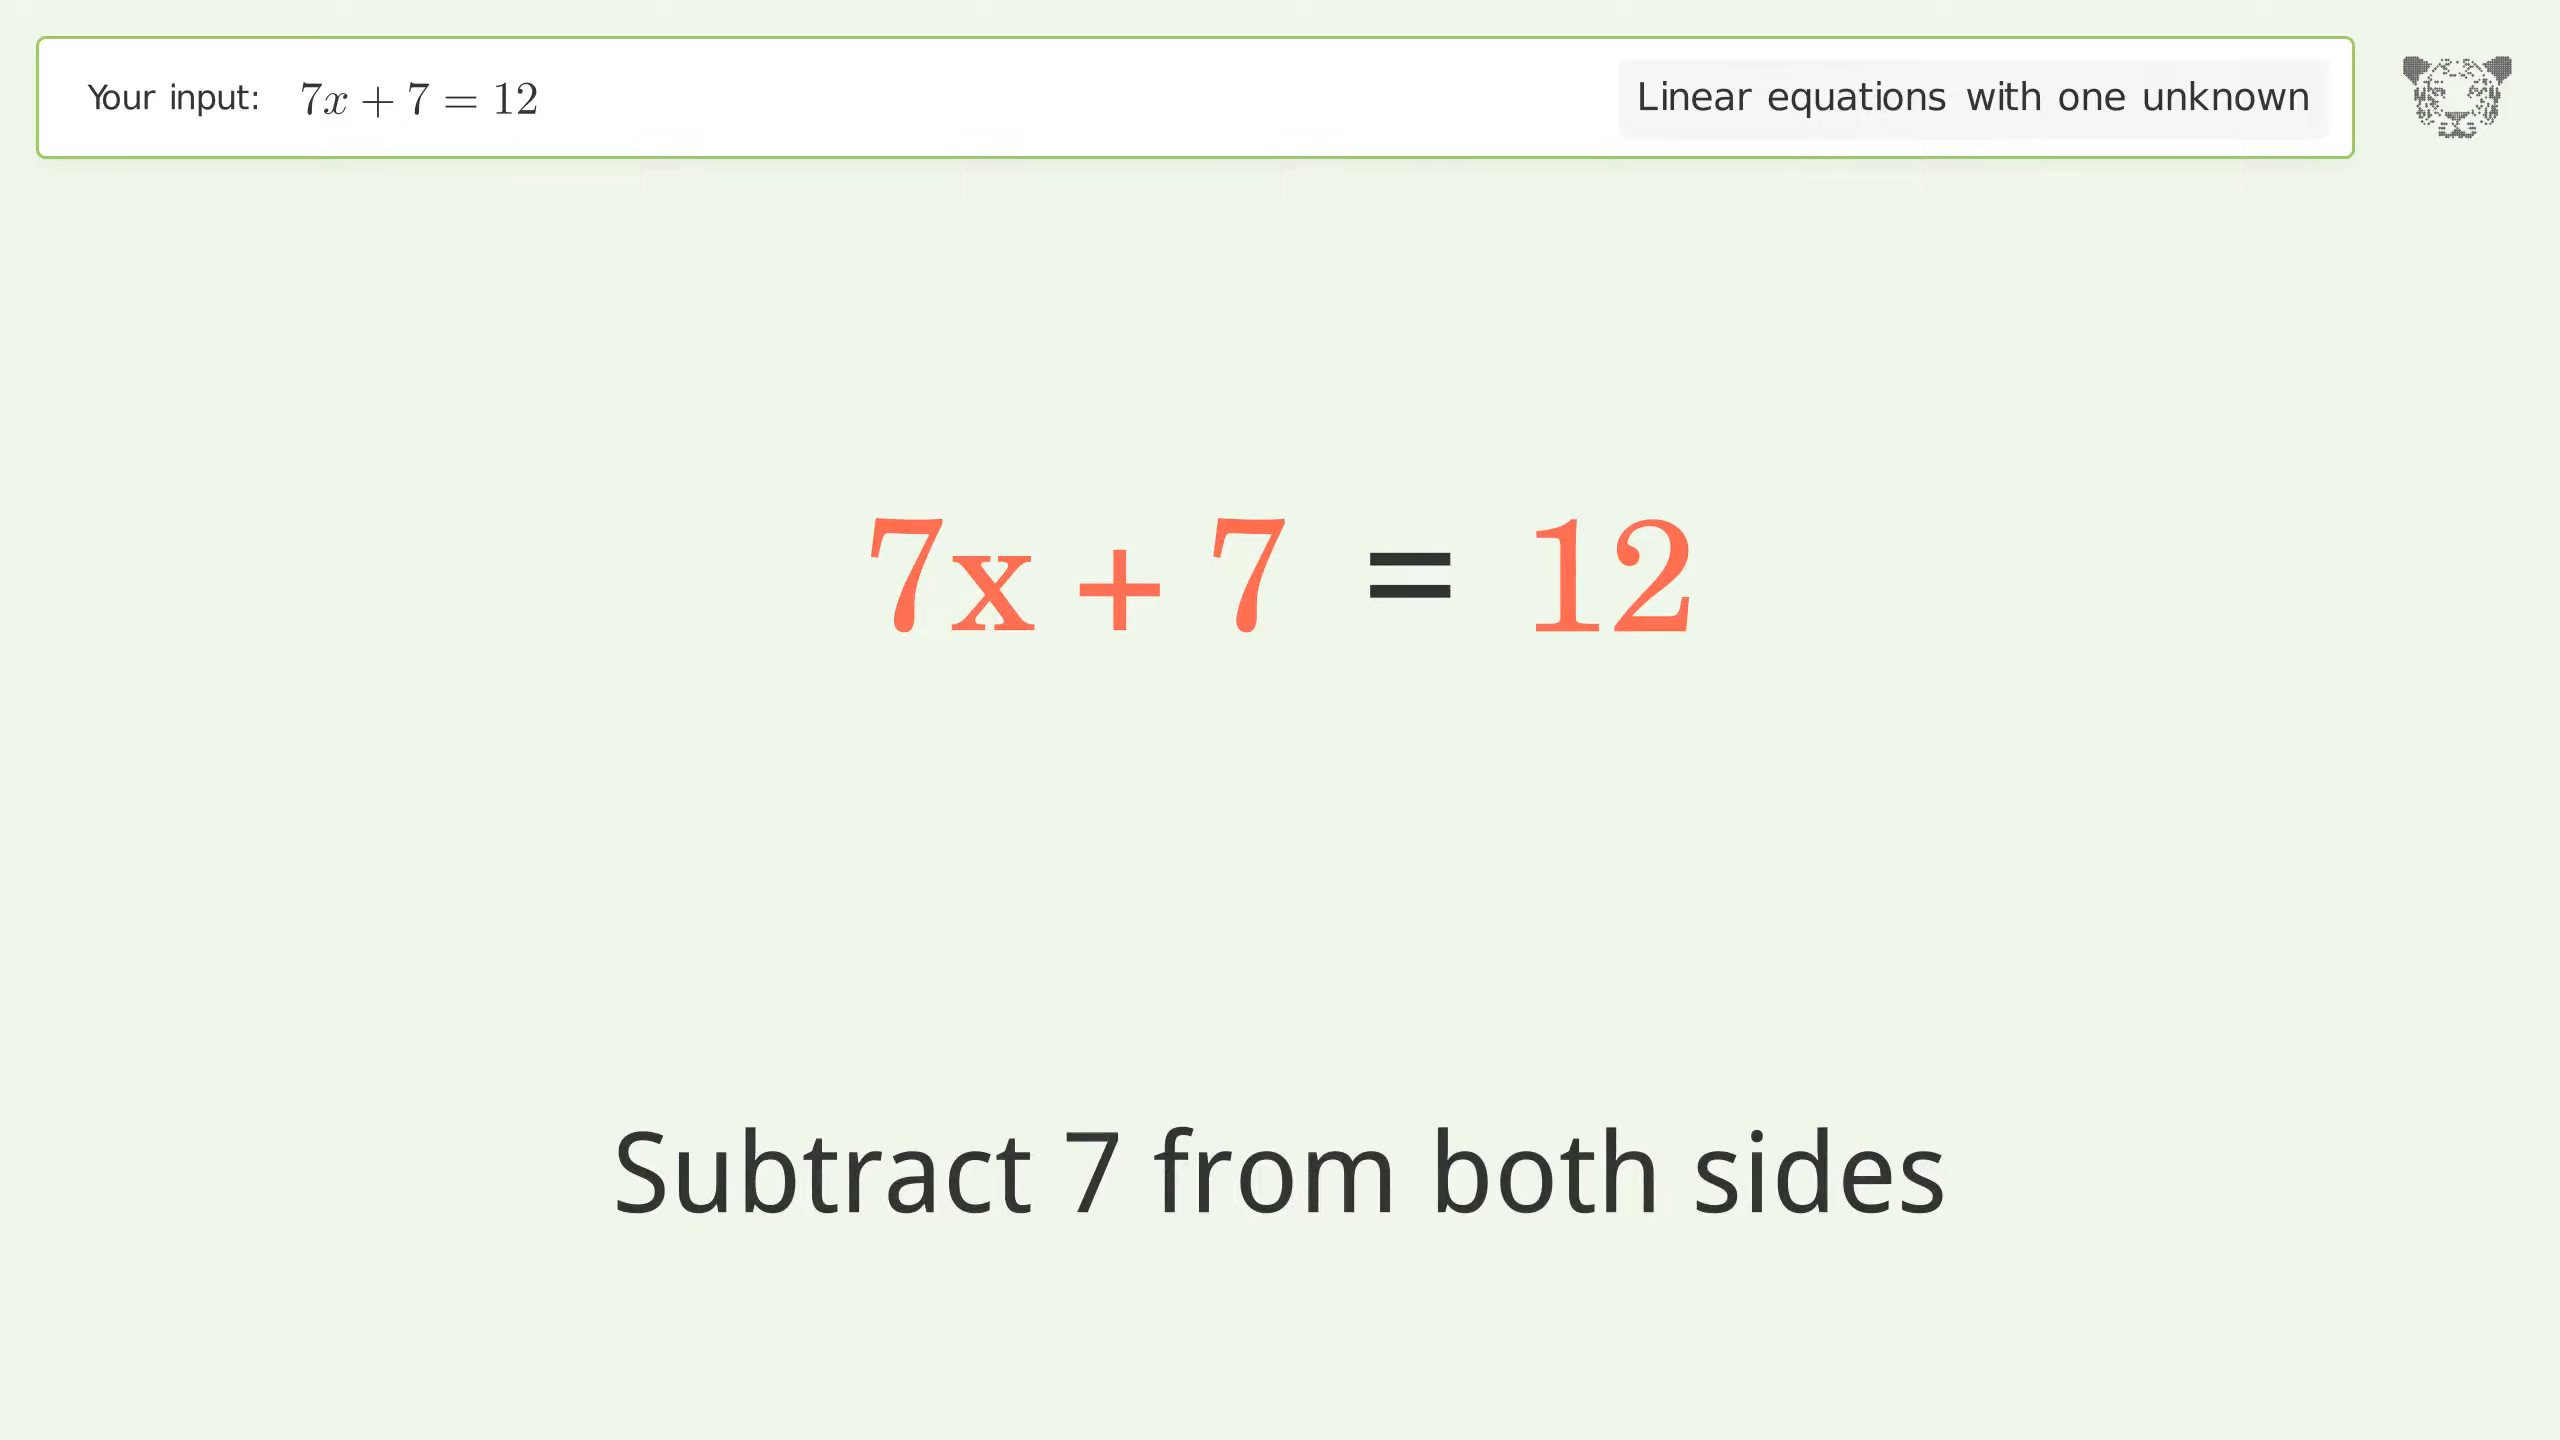 Your input: 7x + 7 = 12
Linear equations with one unknown
7x + 7 = 12
Subtract 7 from both sides